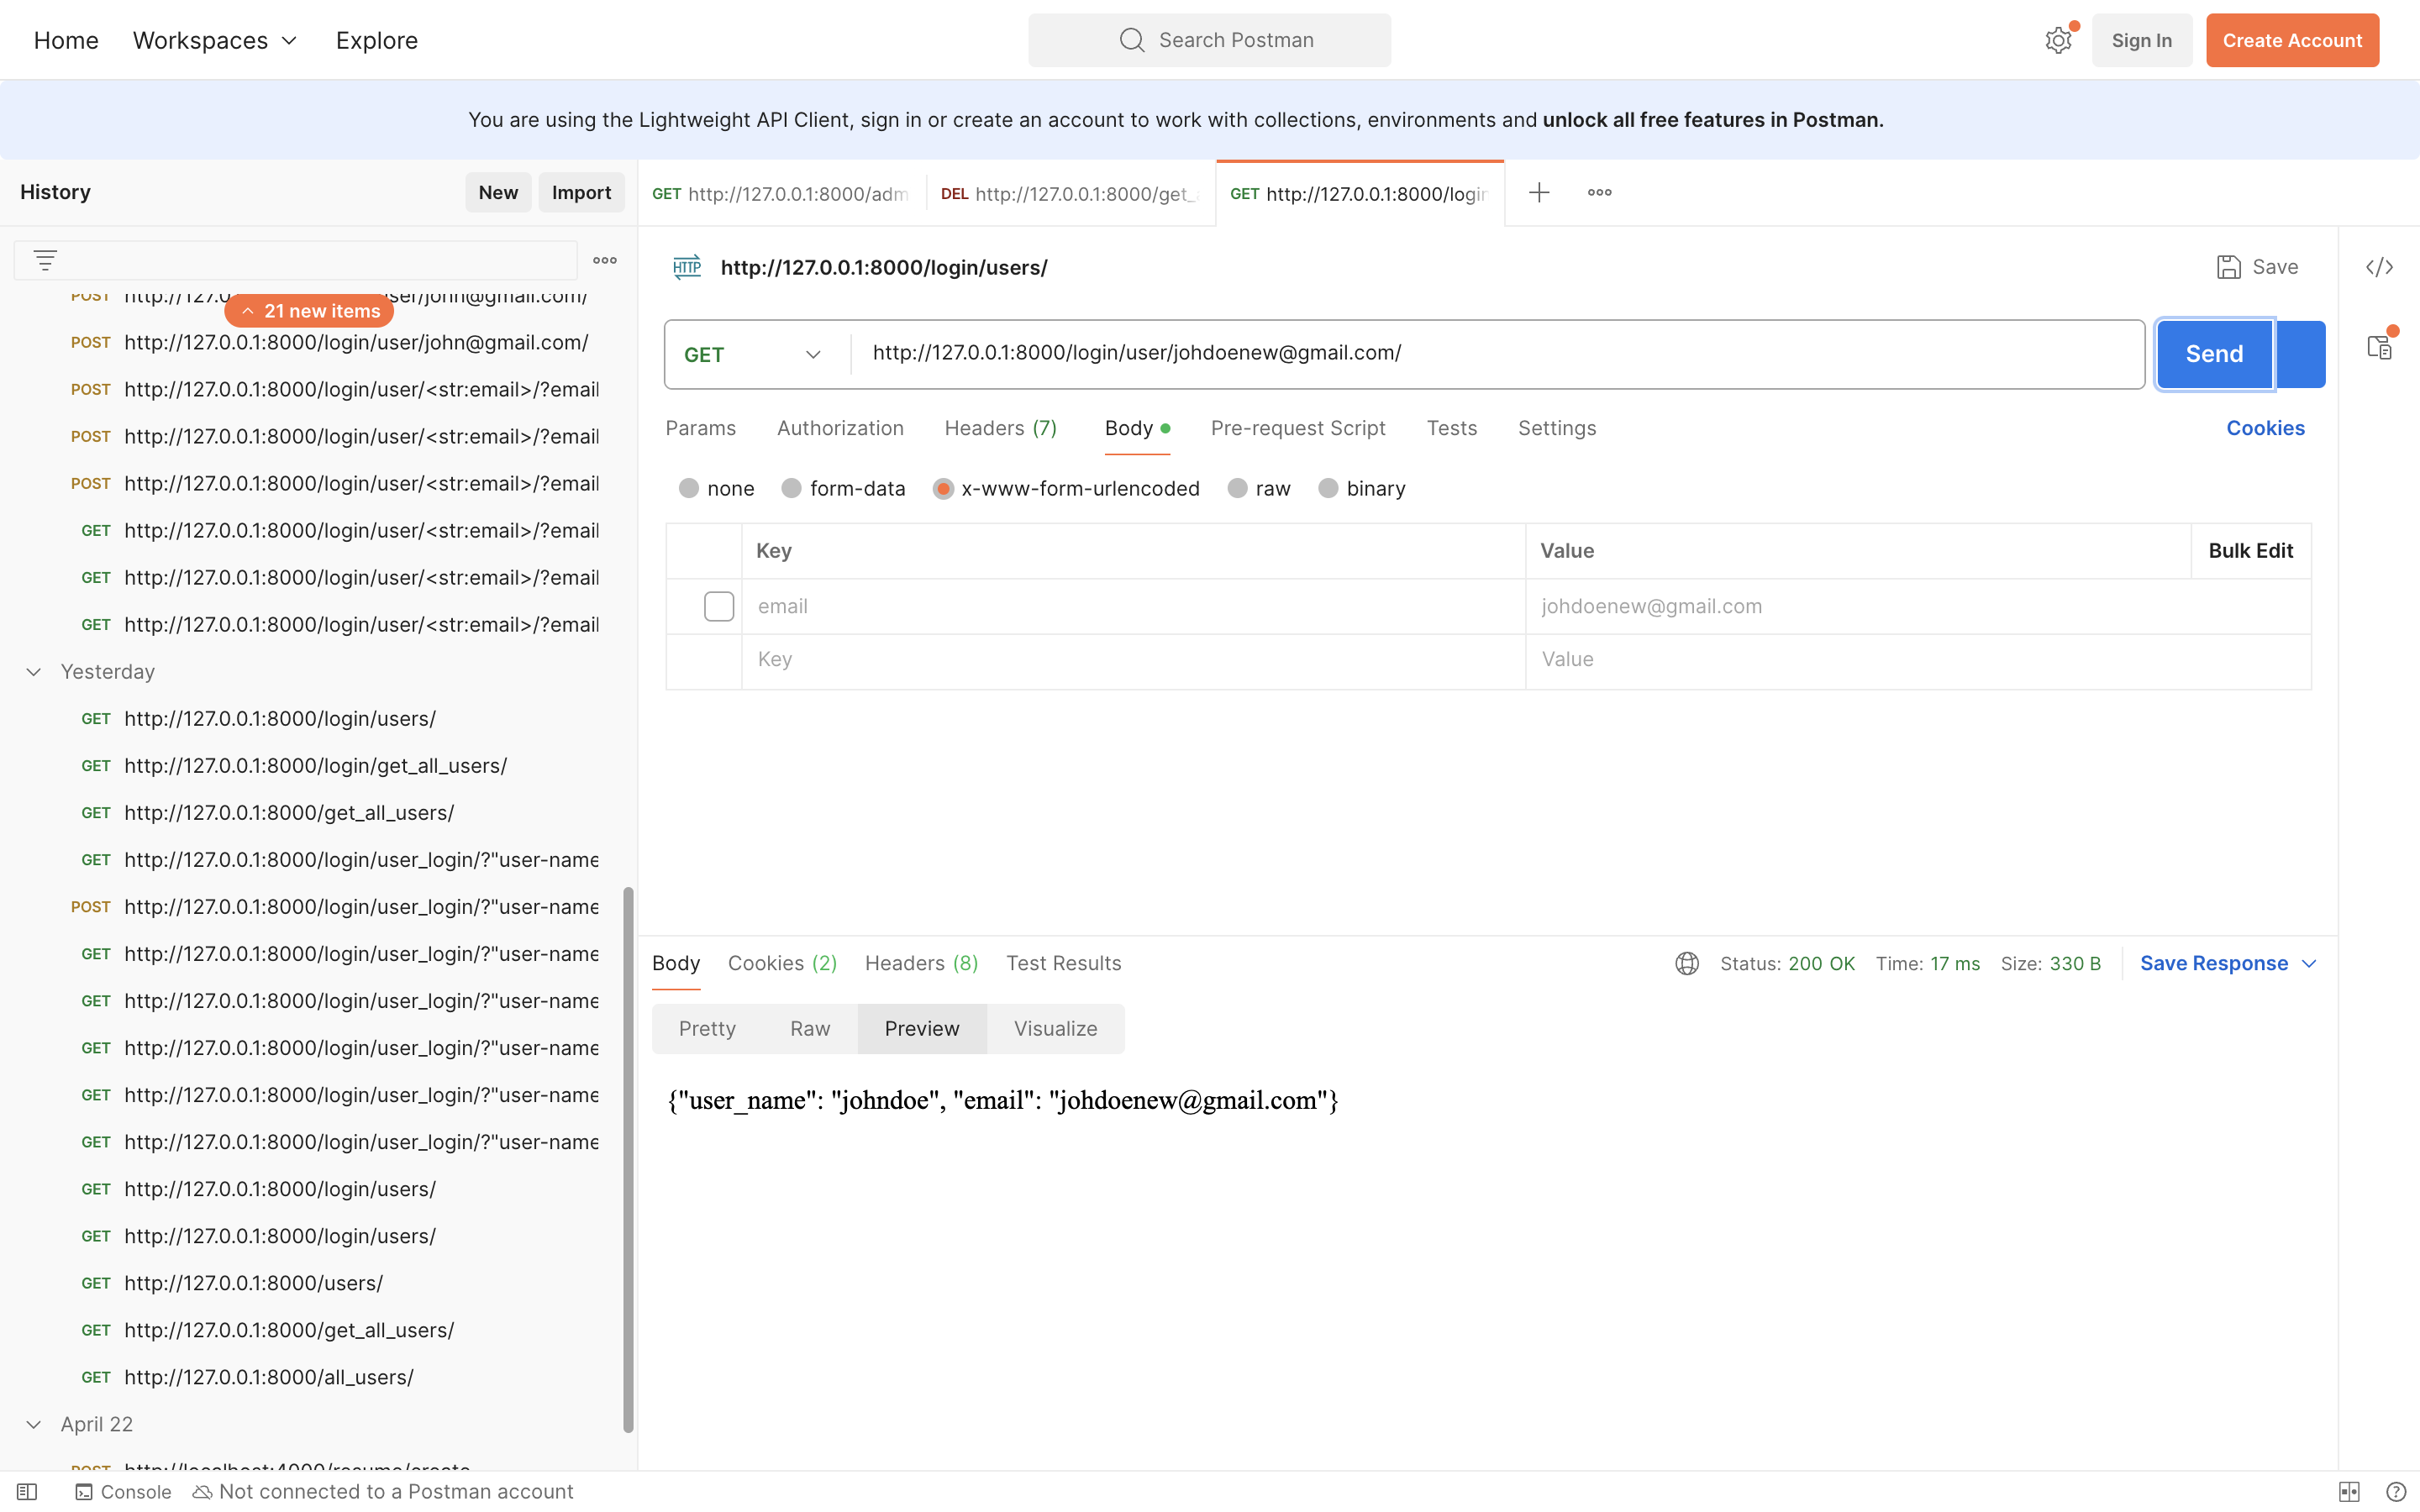 Home Workspaces Explore Search Postman Sign In Create Account
You are using the Lightweight API Client, sign in or create an account to work with collections, environments and unlock all free features in Postman.
History New Import
GET http://127.0.0.1:8000/adm DEL http://127.0.0.1:8000/get_ GET http://127.0.0.1:8000/login
21 new items
POST http://127.0.0.1:8000/login/user/john@gmail.com/
POST http://127.0.0.1:8000/login/user/<str:email>/?email
POST http://127.0.0.1:8000/login/user/<str:email>/?email
POST http://127.0.0.1:8000/login/user/<str:email>/?email
GET http://127.0.0.1:8000/login/user/<str:email>/?email
GET http://127.0.0.1:8000/login/user/<str:email>/?email
GET http://127.0.0.1:8000/login/user/<str:email>/?email
Yesterday
GET http://127.0.0.1:8000/login/users/
GET http://127.0.0.1:8000/login/get_all_users/
GET http://127.0.0.1:8000/get_all_users/
GET http://127.0.0.1:8000/login/user_login/?"user-name
POST http://127.0.0.1:8000/login/user_login/?"user-name
GET http://127.0.0.1:8000/login/user_login/?"user-name
GET http://127.0.0.1:8000/login/user_login/?"user-name
GET http://127.0.0.1:8000/login/user_login/?"user-name
GET http://127.0.0.1:8000/login/user_login/?"user-name
GET http://127.0.0.1:8000/login/user_login/?"user-name
GET http://127.0.0.1:8000/login/users/
GET http://127.0.0.1:8000/login/users/
GET http://127.0.0.1:8000/users/
GET http://127.0.0.1:8000/get_all_users/
GET http://127.0.0.1:8000/all_users/
April 22
POST http://localhost:4000/resume/create
HTTP http://127.0.0.1:8000/login/users/ Save
GET http://127.0.0.1:8000/login/user/johdoenew@gmail.com/ Send
Params Authorization Headers (7) Body Pre-request Script Tests Settings Cookies
none form-data x-www-form-urlencoded raw binary
Key Value Bulk Edit
email johdoenew@gmail.com
Key Value
Body Cookies (2) Headers (8) Test Results Status: 200 OK Time: 17 ms Size: 330 B Save Response
Pretty Raw Preview Visualize
{"user_name": "johndoe", "email": "johdoenew@gmail.com"}
Console Not connected to a Postman account